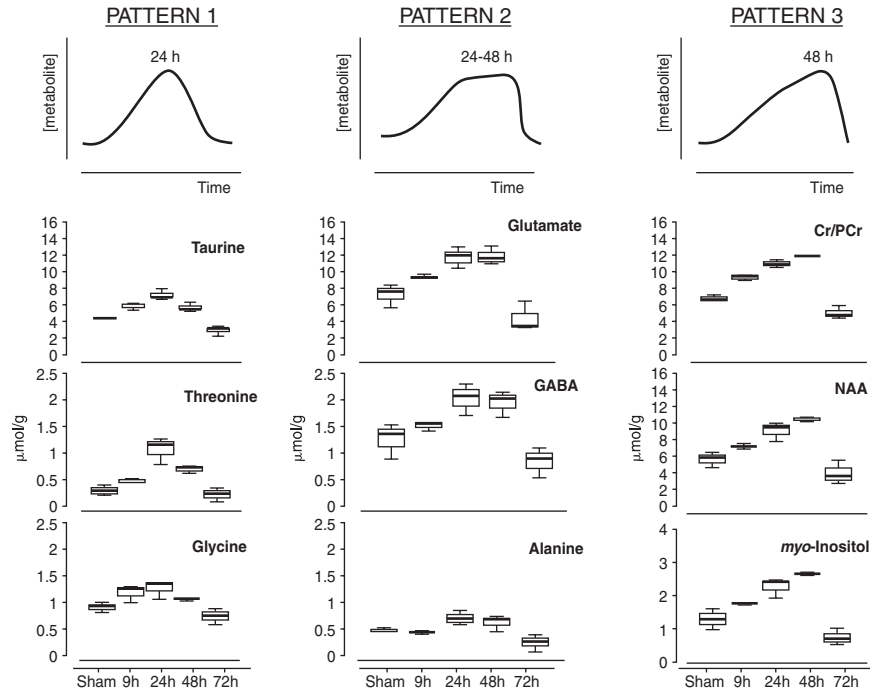 PATTERN 1
PATTERN 2
PATTERN 3
[metabolite]
24 h
Time
[metabolite]
24-48 h
Time
[metabolite]
48 h
Time
Taurine
16
14
12
10
8
6
4
2
0
Glutamate
16
14
12
10
8
6
4
2
0
Cr/PCr
16
14
12
10
8
6
4
2
0
µmol/g
Threonine
2.5
2
1.5
1
0.5
0
µmol/g
GABA
2.5
2
1.5
1
0.5
0
µmol/g
NAA
16
14
12
10
8
6
4
2
0
Glycine
2.5
2
1.5
1
0.5
0
Alanine
2.5
2
1.5
1
0.5
0
myo-Inositol
4
3
2
1
0
Sham 9h 24h 48h 72h
Sham 9h 24h 48h 72h
Sham 9h 24h 48h 72h